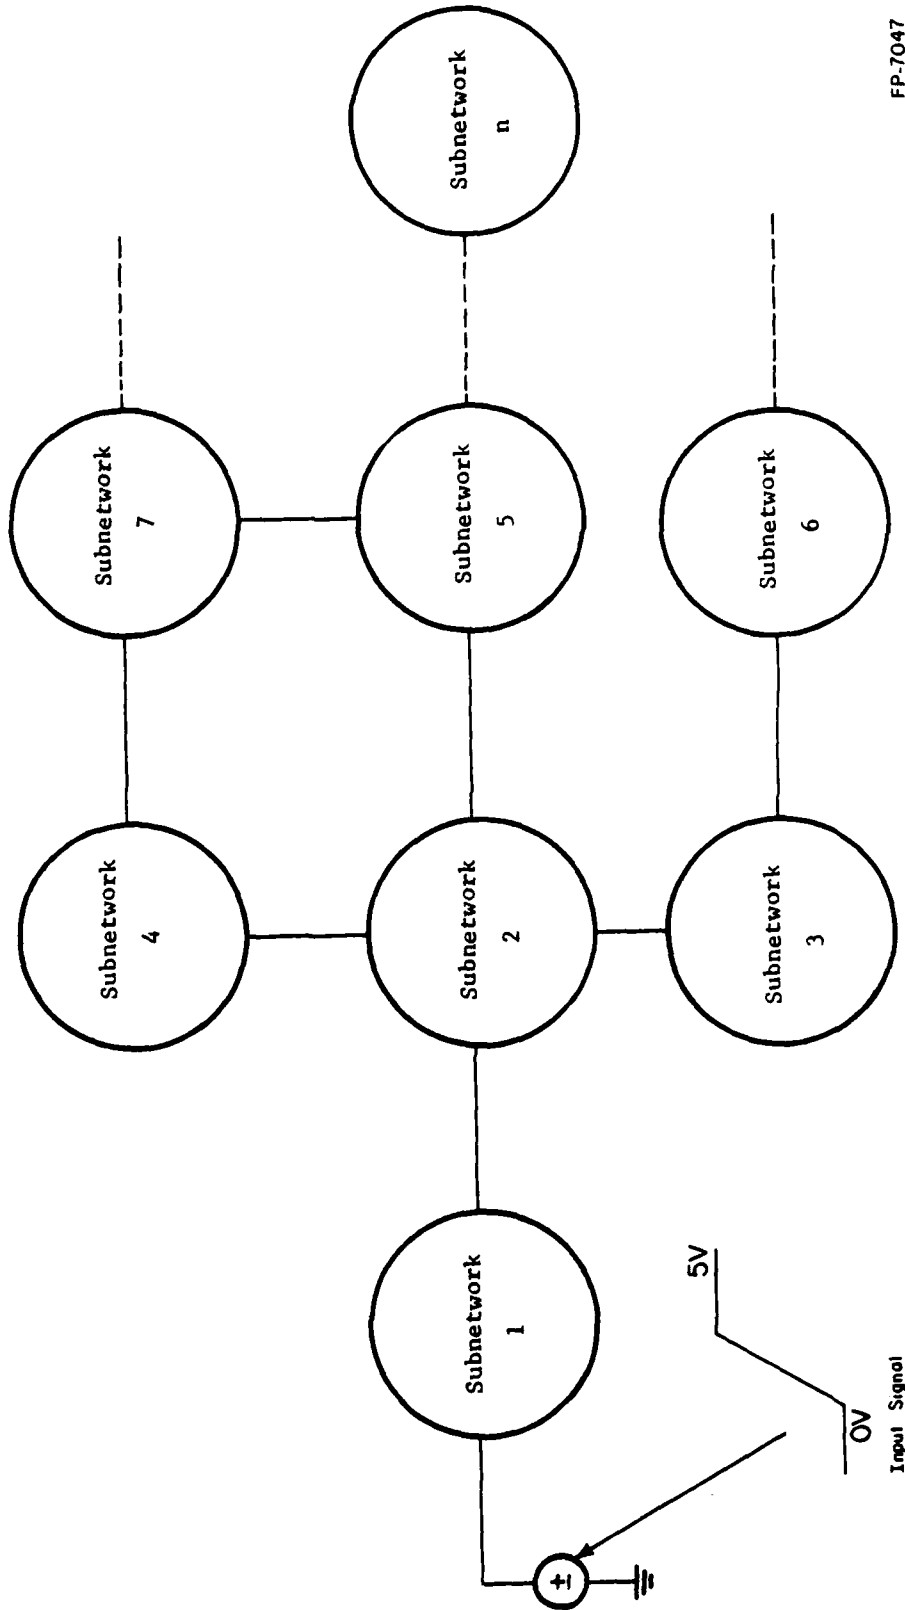 Subnetwork
1
Subnetwork
2
Subnetwork
3
Subnetwork
4
Subnetwork
5
Subnetwork
6
Subnetwork
7
Subnetwork
n
±
5V
0V
Input Signal
FP-7047